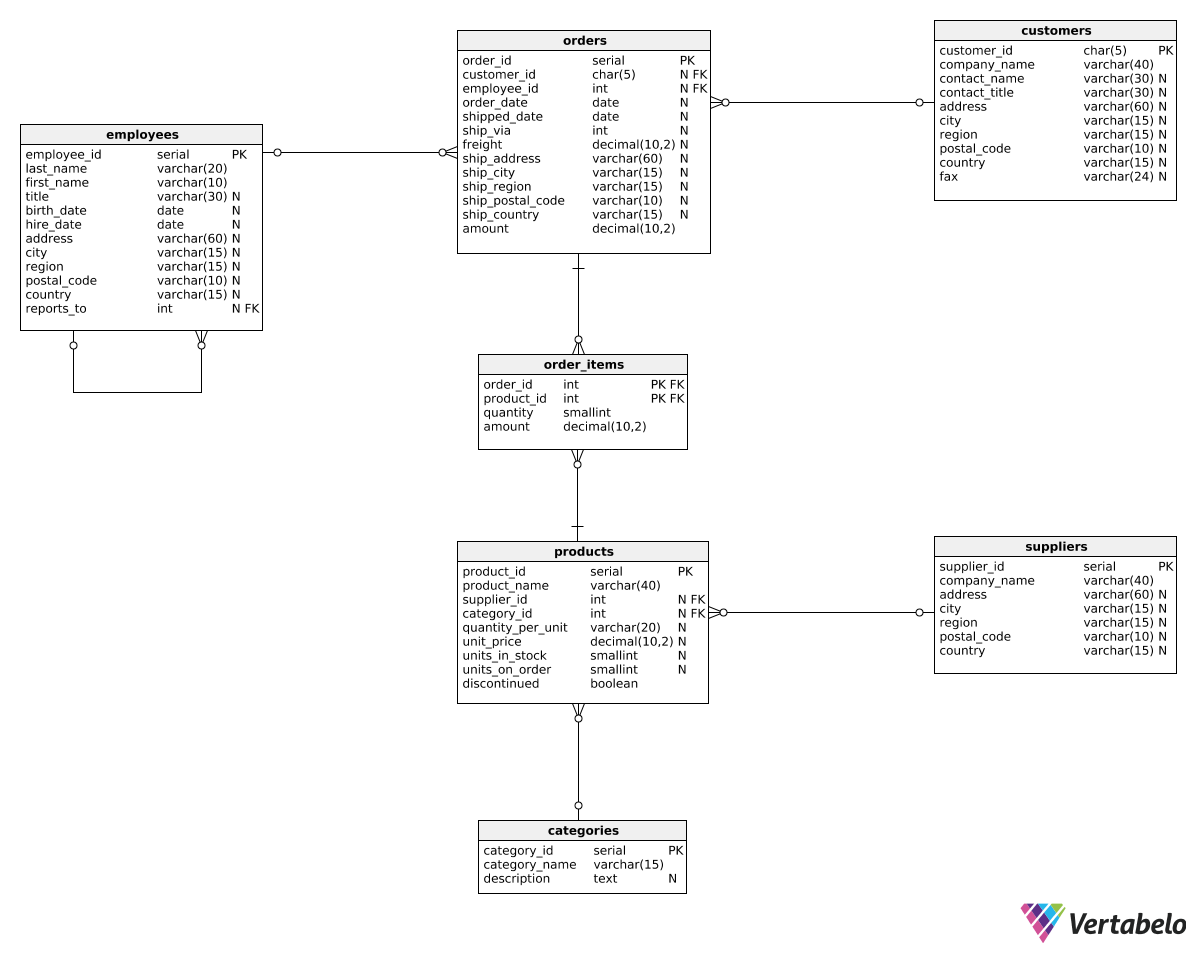 employees
employee_id serial PK
last_name varchar(20)
first_name varchar(10)
title varchar(30) N
birth_date date N
hire_date date N
address varchar(60) N
city varchar(15) N
region varchar(15) N
postal_code varchar(10) N
country varchar(15) N
reports_to int N FK
orders
order_id serial PK
customer_id char(5) N FK
employee_id int N FK
order_date date N
shipped_date date N
ship_via int N
freight decimal(10,2) N
ship_address varchar(60) N
ship_city varchar(15) N
ship_region varchar(15) N
ship_postal_code varchar(10) N
ship_country varchar(15) N
amount decimal(10,2)
customers
customer_id char(5) PK
company_name varchar(40)
contact_name varchar(30) N
contact_title varchar(30) N
address varchar(60) N
city varchar(15) N
region varchar(15) N
postal_code varchar(10) N
country varchar(15) N
fax varchar(24) N
order_items
order_id int PK FK
product_id int PK FK
quantity smallint
amount decimal(10,2)
products
product_id serial PK
product_name varchar(40)
supplier_id int N FK
category_id int N FK
quantity_per_unit varchar(20) N
unit_price decimal(10,2) N
units_in_stock smallint N
units_on_order smallint N
discontinued boolean
suppliers
supplier_id serial PK
company_name varchar(40)
address varchar(60) N
city varchar(15) N
region varchar(15) N
postal_code varchar(10) N
country varchar(15) N
categories
category_id serial PK
category_name varchar(15)
description text N
Vertabelo